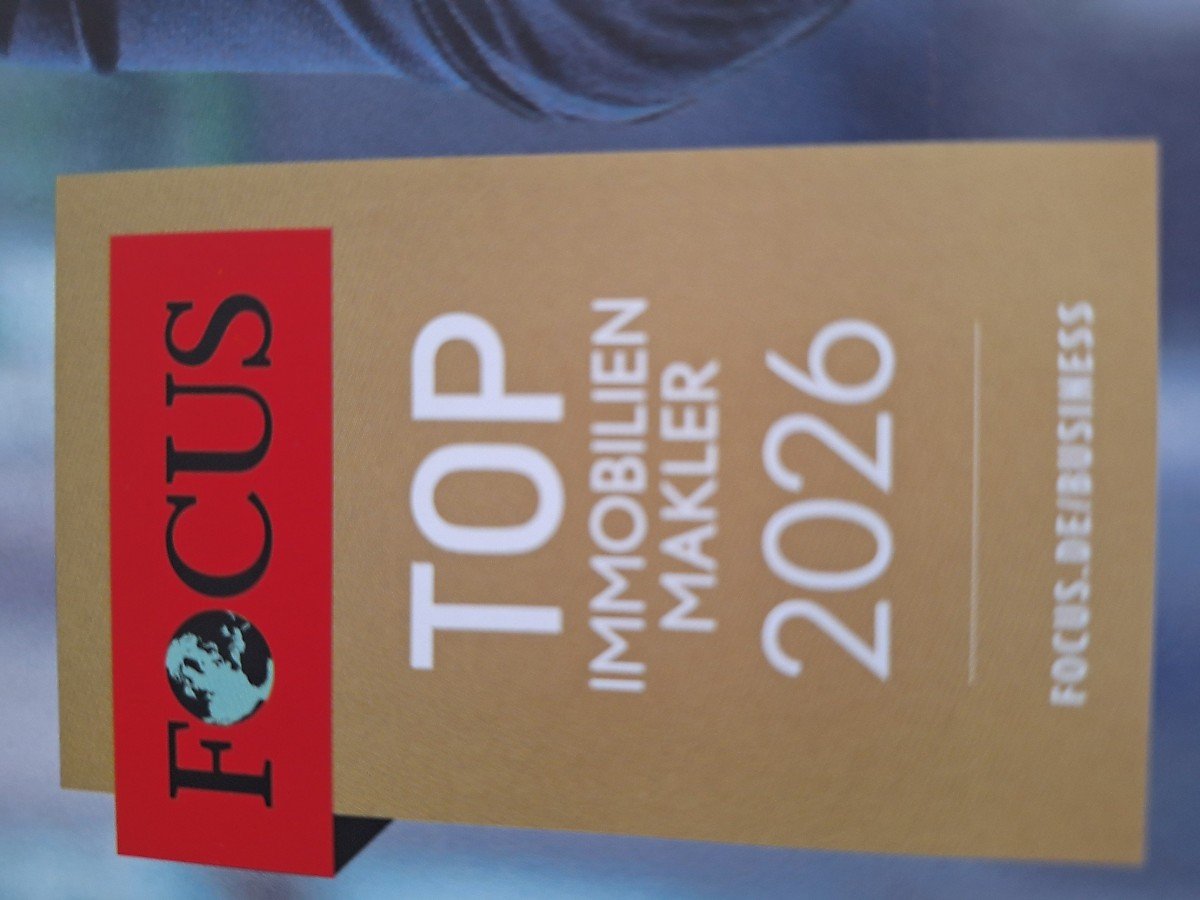 FOCUS
TOP
IMMOBILIEN
MAKLER
2026
FOCUS.DE/BUSINESS